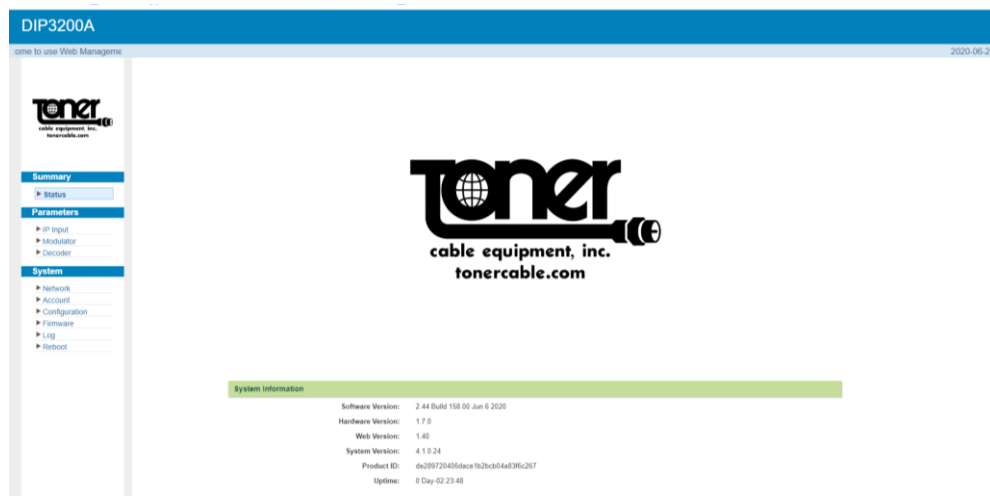 DIP3200A
ome to use Web Manageme
2020-06-2
toner
cable equipment, inc.
tonercable.com
Summary
Status
Parameters
IP Input
Modulator
Decoder
System
Network
Account
Configuration
Firmware
Log
Reboot
toner
cable equipment, inc.
tonercable.com
System Information
Software Version: 2.44 Build 158.00 Jun 6 2020
Hardware Version: 1.7.0
Web Version: 1.40
System Version: 4.1.0.24
Product ID: de289720406dace1b2bcb04a83f6c267
Uptime: 0 Day-02:23:48